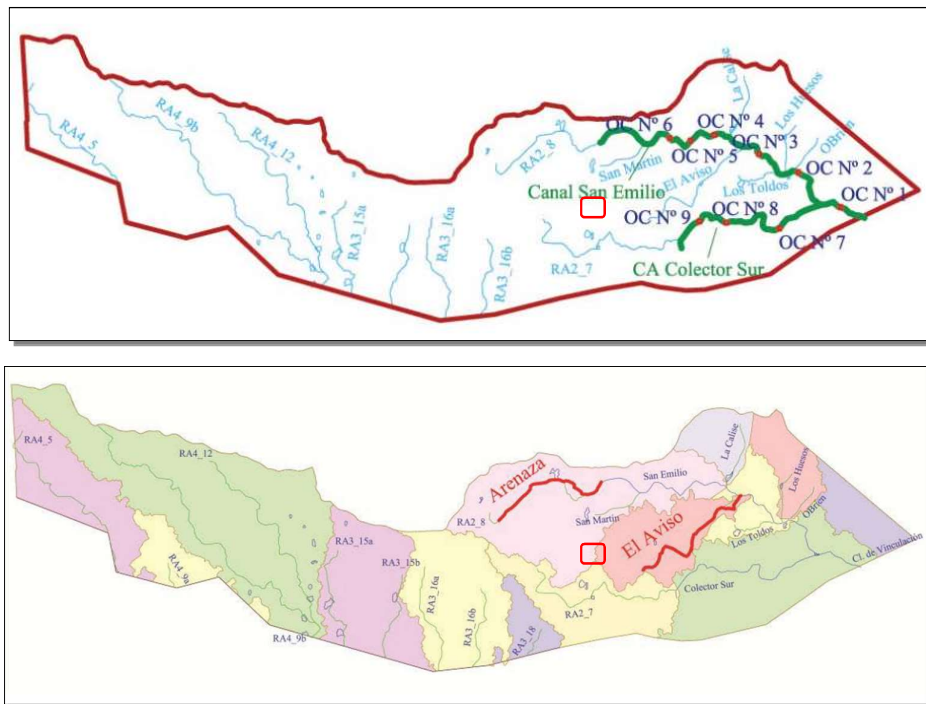 La Calise
Los Huesos
OBrien
RA4_9b
RA4_5
RA4_12
RA2_8
OC Nº 6
OC Nº 4
OC Nº 3
OC Nº 5
San Martin
El Aviso
OC Nº 2
Canal San Emilio
Los Toldos
OC Nº 1
RA3_15a
RA3_16a
OC Nº 9
OC Nº 8
OC Nº 7
RA3_16b
RA2_7
CA Colector Sur
RA4_5
RA4_12
Arenaza
San Emilio
La Calise
Los Huesos
RA2_8
San Martin
OBrien
El Aviso
Los Toldos
RA3_15a
RA3_15b
Cl. de Vinculación
RA4_9a
RA3_16a
Colector Sur
RA3_16b
RA2_7
RA3_18
RA4_9b